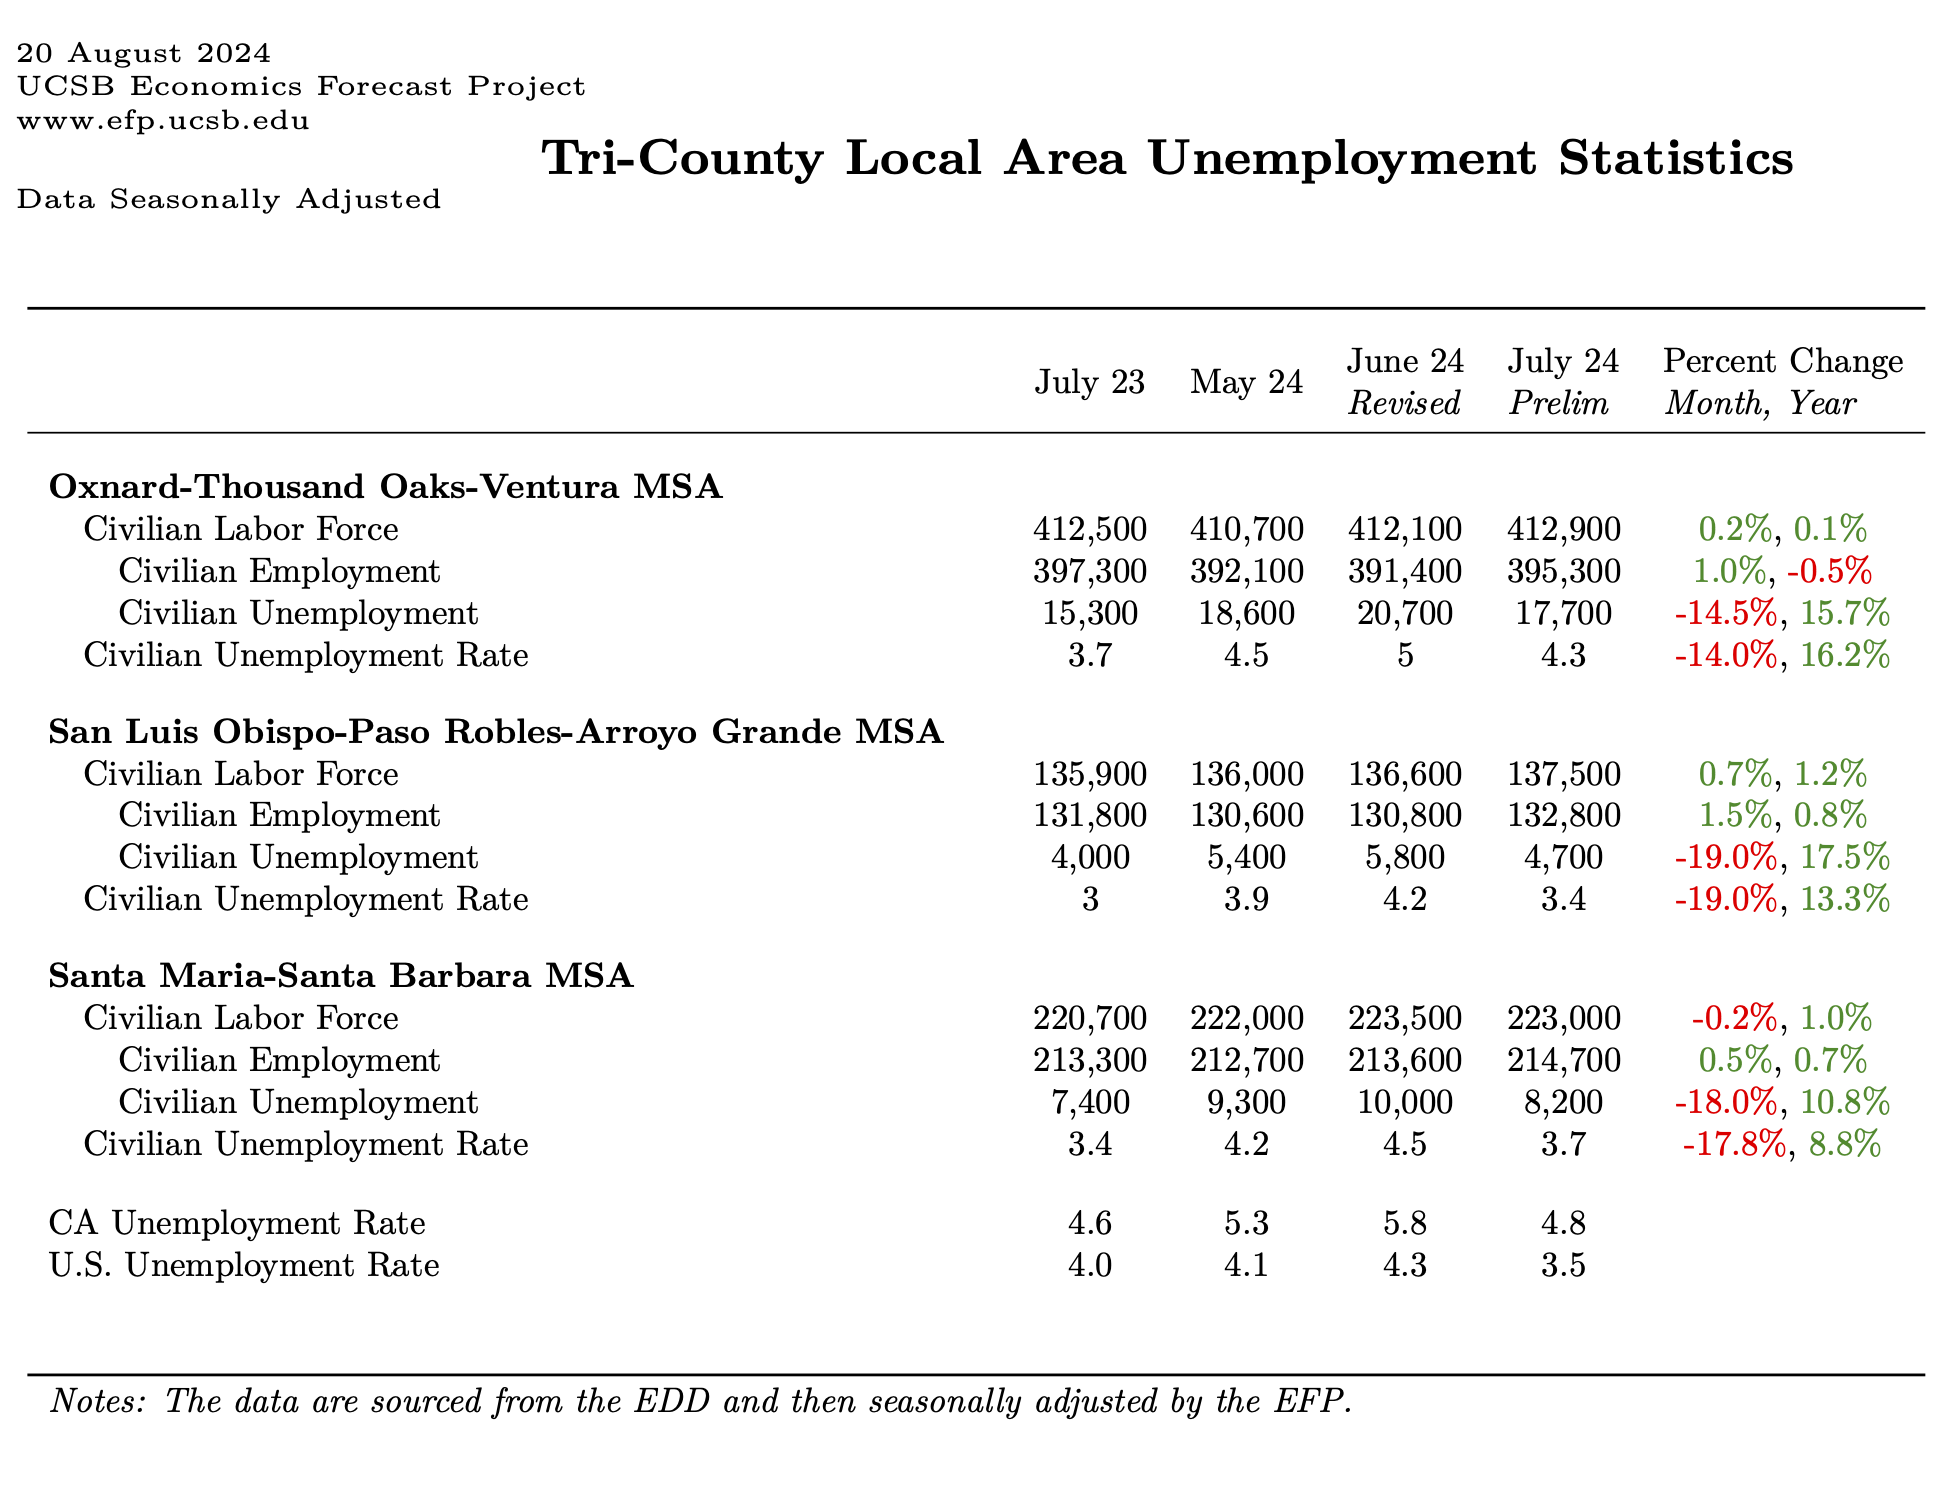 20 August 2024
UCSB Economics Forecast Project
www.efp.ucsb.edu
Tri-County Local Area Unemployment Statistics
Data Seasonally Adjusted
July 23 May 24 June 24 Revised July 24 Prelim Percent Change Month, Year
Oxnard-Thousand Oaks-Ventura MSA
Civilian Labor Force 412,500 410,700 412,100 412,900 0.2%, 0.1%
Civilian Employment 397,300 392,100 391,400 395,300 1.0%, -0.5%
Civilian Unemployment 15,300 18,600 20,700 17,700 -14.5%, 15.7%
Civilian Unemployment Rate 3.7 4.5 5 4.3 -14.0%, 16.2%
San Luis Obispo-Paso Robles-Arroyo Grande MSA
Civilian Labor Force 135,900 136,000 136,600 137,500 0.7%, 1.2%
Civilian Employment 131,800 130,600 130,800 132,800 1.5%, 0.8%
Civilian Unemployment 4,000 5,400 5,800 4,700 -19.0%, 17.5%
Civilian Unemployment Rate 3 3.9 4.2 3.4 -19.0%, 13.3%
Santa Maria-Santa Barbara MSA
Civilian Labor Force 220,700 222,000 223,500 223,000 -0.2%, 1.0%
Civilian Employment 213,300 212,700 213,600 214,700 0.5%, 0.7%
Civilian Unemployment 7,400 9,300 10,000 8,200 -18.0%, 10.8%
Civilian Unemployment Rate 3.4 4.2 4.5 3.7 -17.8%, 8.8%
CA Unemployment Rate 4.6 5.3 5.8 4.8
U.S. Unemployment Rate 4.0 4.1 4.3 3.5
Notes: The data are sourced from the EDD and then seasonally adjusted by the EFP.